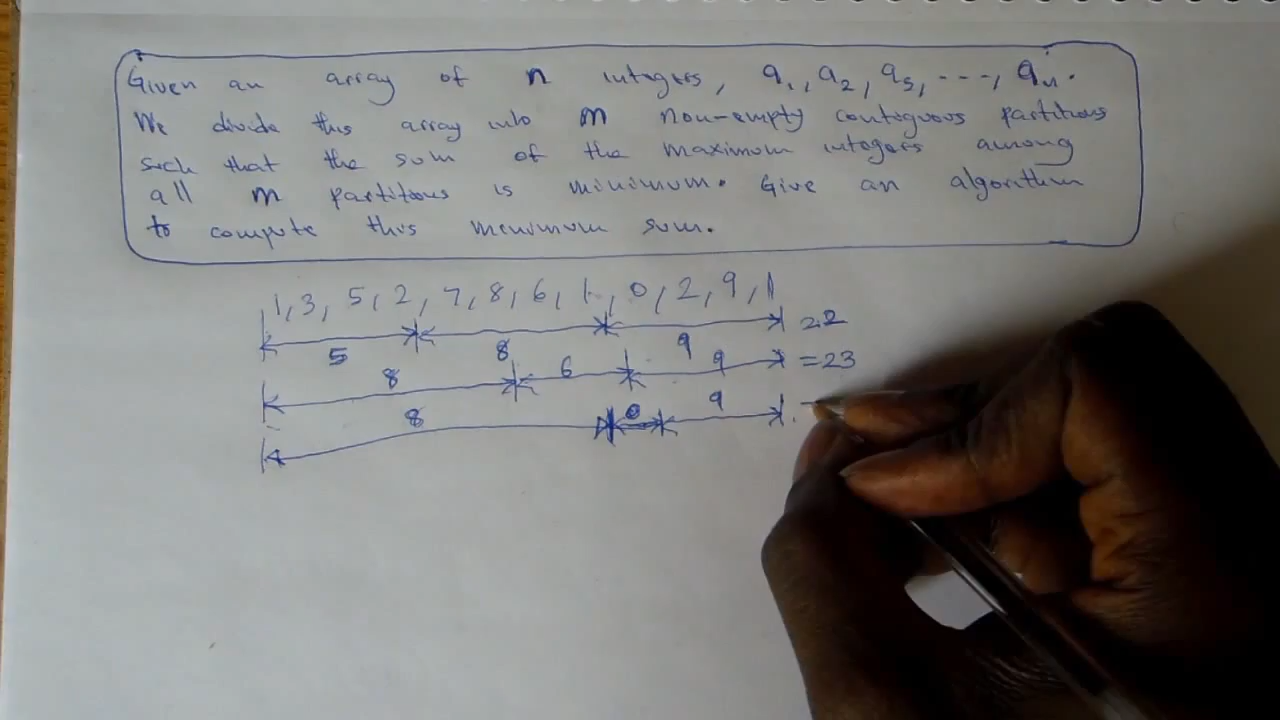 Given an array of n integers, a₁, a₂, a₃, ---, aₙ.
We divide this array into m non-empty contiguous partitions
such that the sum of the maximum integers among
all m partitions is minimum. Give an algorithm
to compute this minimum sum.
1, 3, 5, 2, 7, 8, 6, 1, 0, 2, 9, 1
5 8 9 22
8 6 9 =23
8 0 9